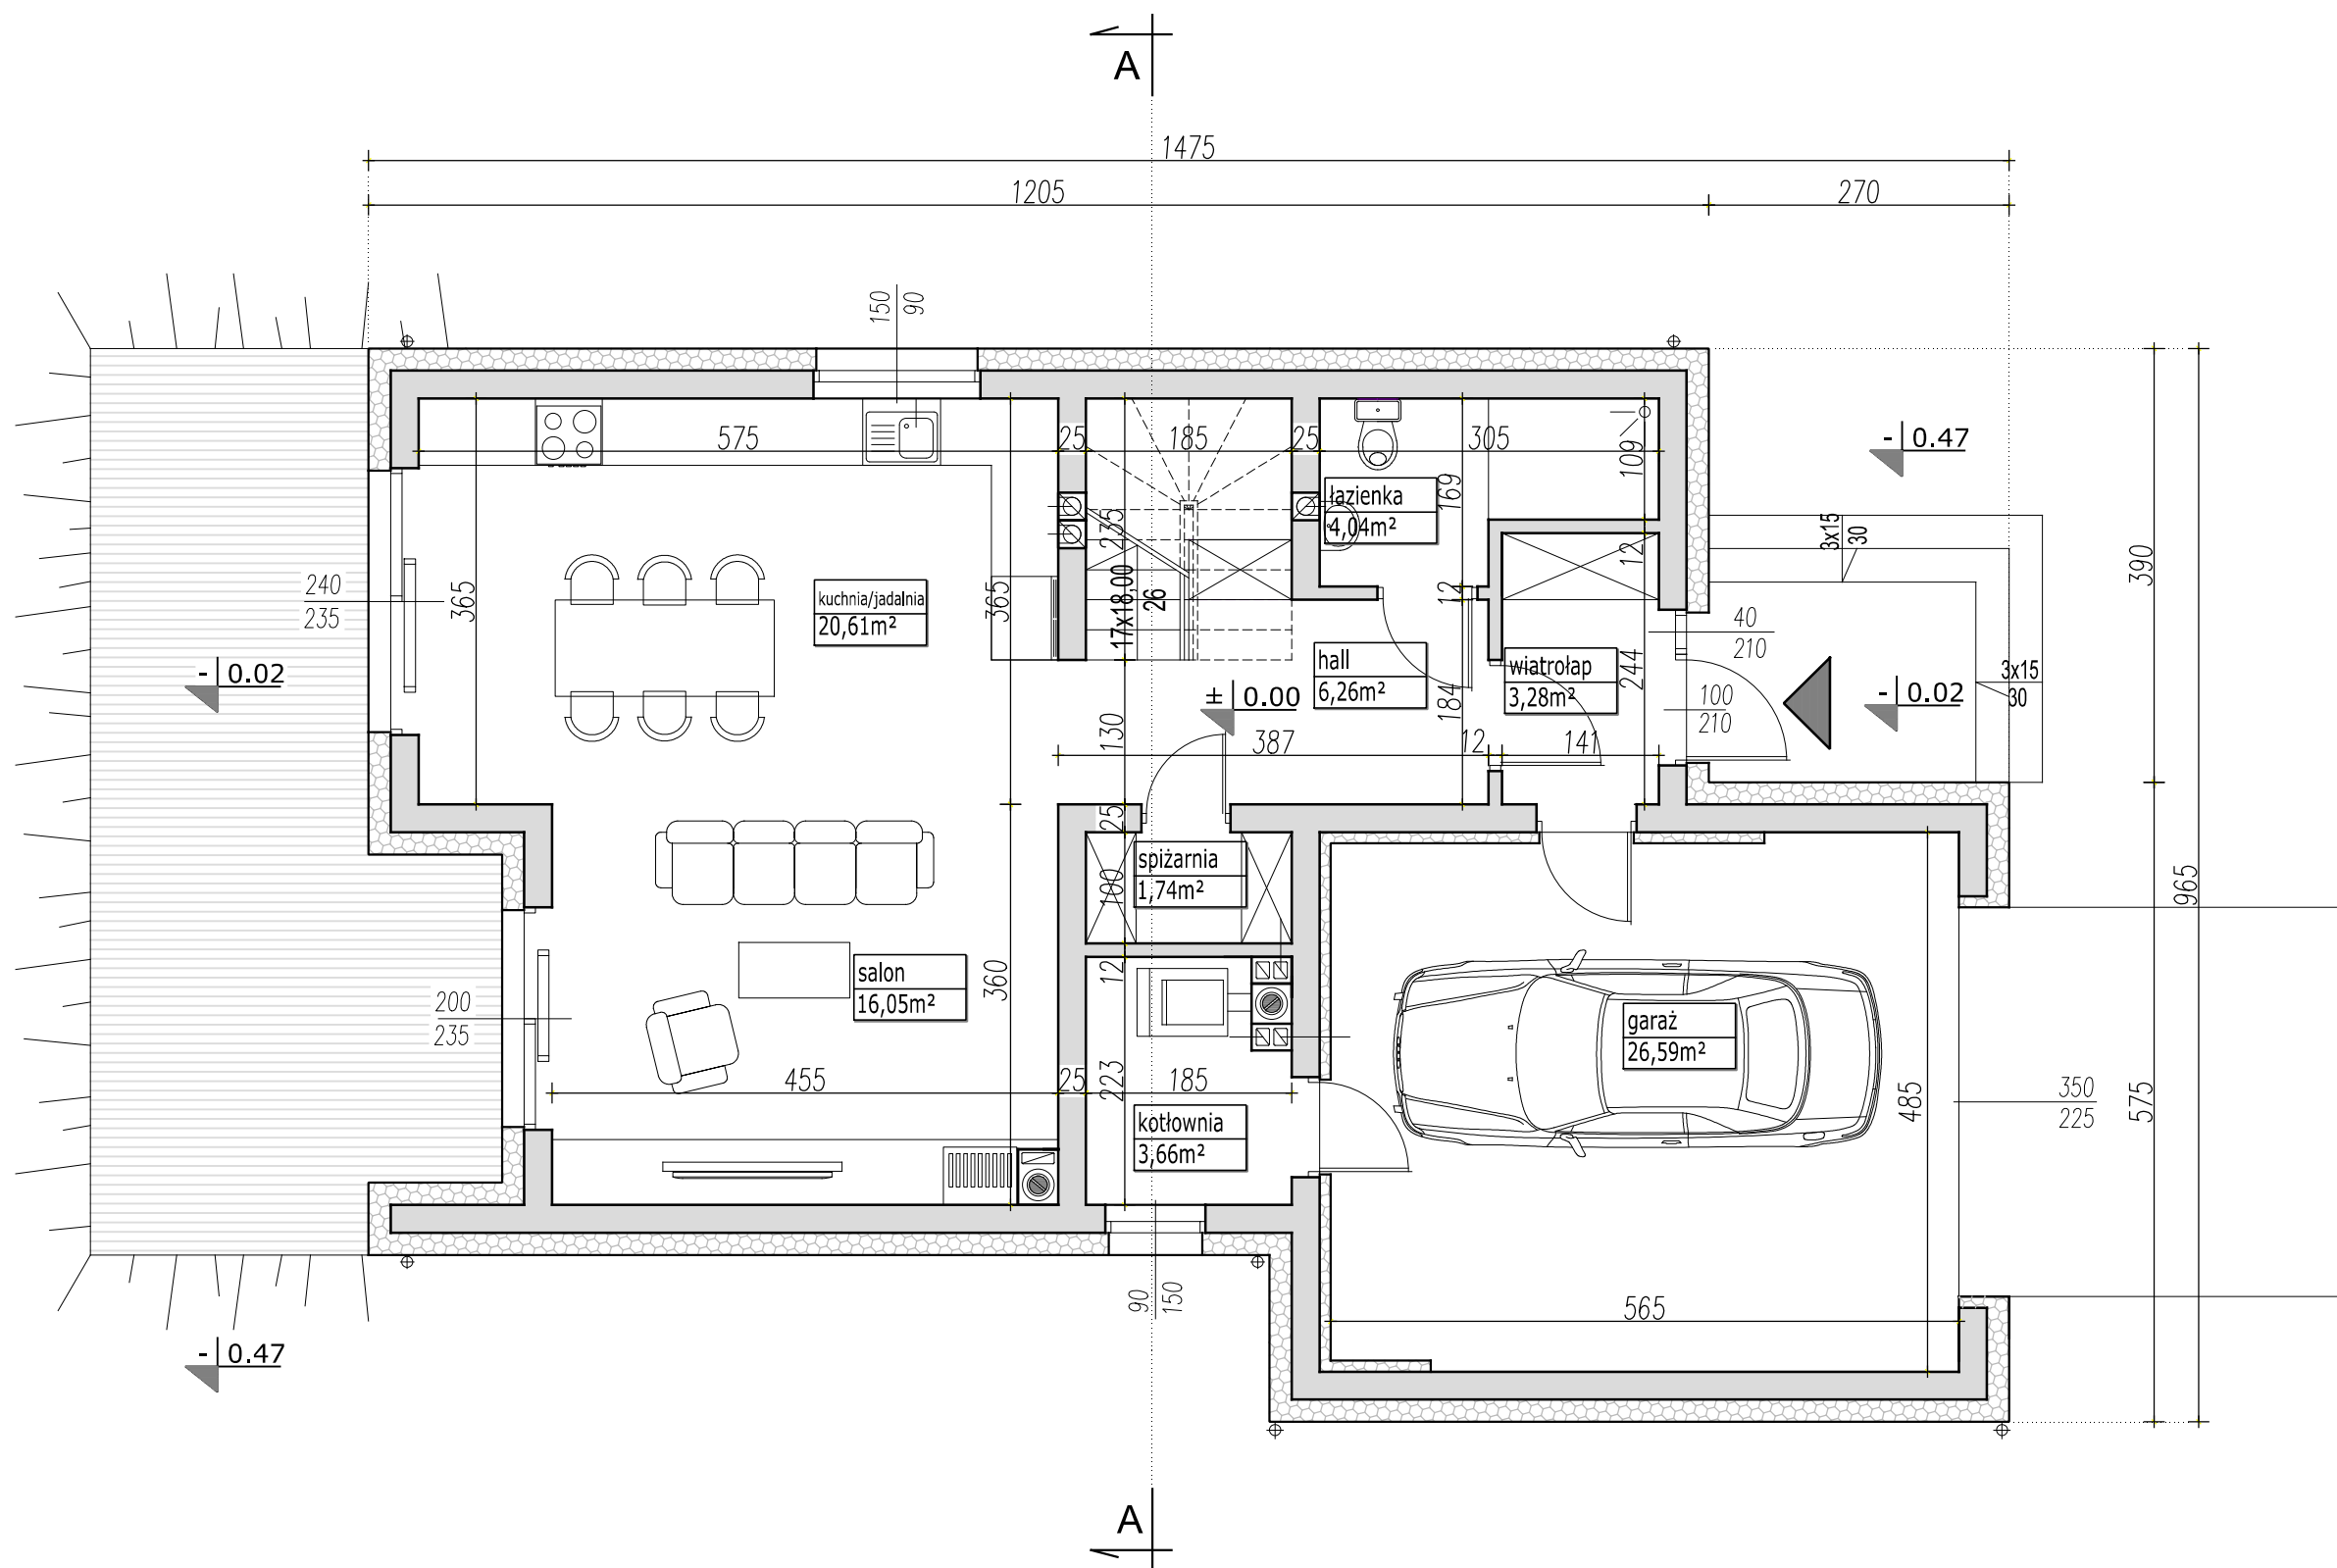 A
1475
1205
270
150
90
- 0.47
575
25
185
25
305
109
169
235
łazienka
4,04m²
3x15
30
12
390
240
235
365
kuchnia/jadalnia
20,61m²
365
17x18,00
26
12
40
210
hall
6,26m²
wiatrołap
3,28m²
244
184
3x15
30
- 0.02
± 0.00
100
210
- 0.02
130
387
12
141
25
spiżarnia
1,74m²
100
965
salon
16,05m²
360
12
200
235
garaż
26,59m²
455
25
223
185
485
350
225
575
kotłownia
3,66m²
90
150
565
- 0.47
A